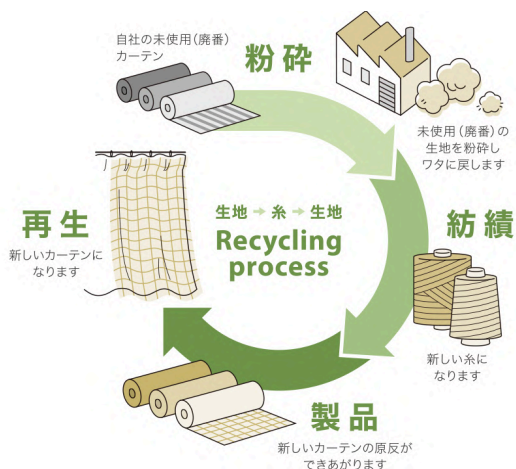 自社の未使用(廃番)
カーテン
粉砕
未使用(廃番)の
生地を粉砕し
ワタに戻します
紡績
新しい糸に
なります
製品
新しいカーテンの原反が
できあがります
再生
新しいカーテンに
なります
生地→糸→生地
Recycling
process